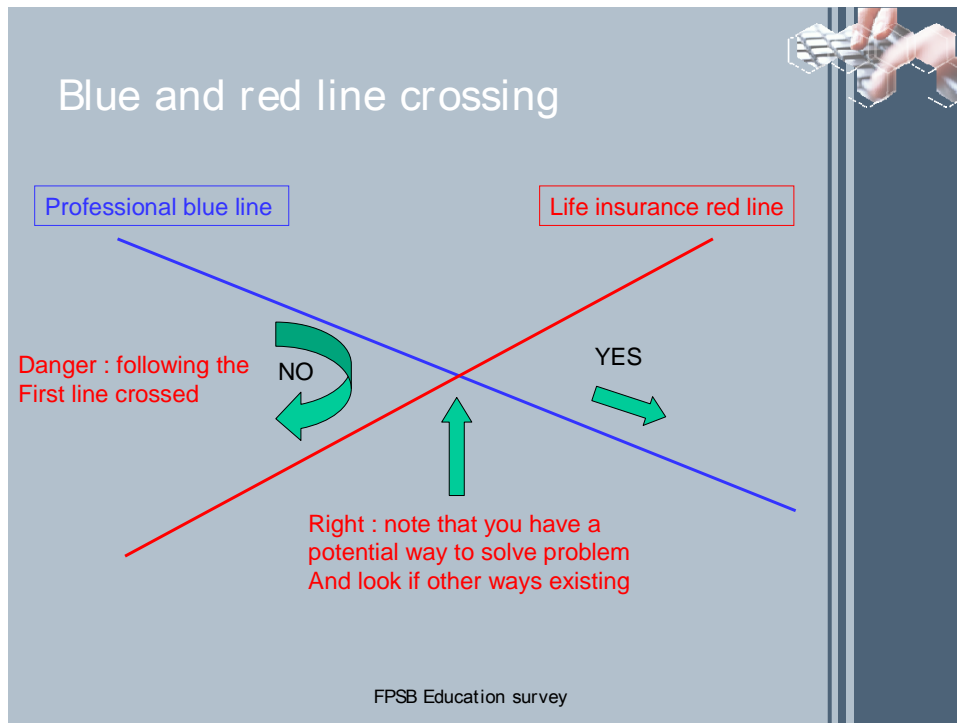 Blue and red line crossing
Professional blue line
Life insurance red line
Danger : following the
First line crossed
NO
YES
Right : note that you have a
potential way to solve problem
And look if other ways existing
FPSB Education survey